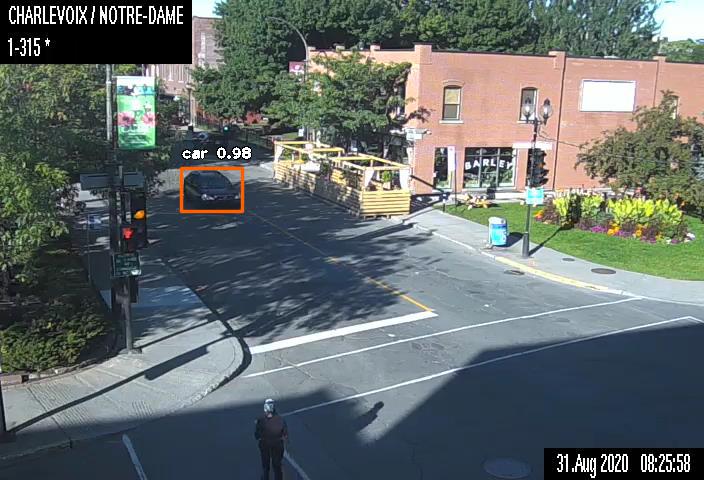 CHARLEVOIX / NOTRE-DAME
1-315 *
car 0.98
BARLEY
31.Aug 2020 08:25:58